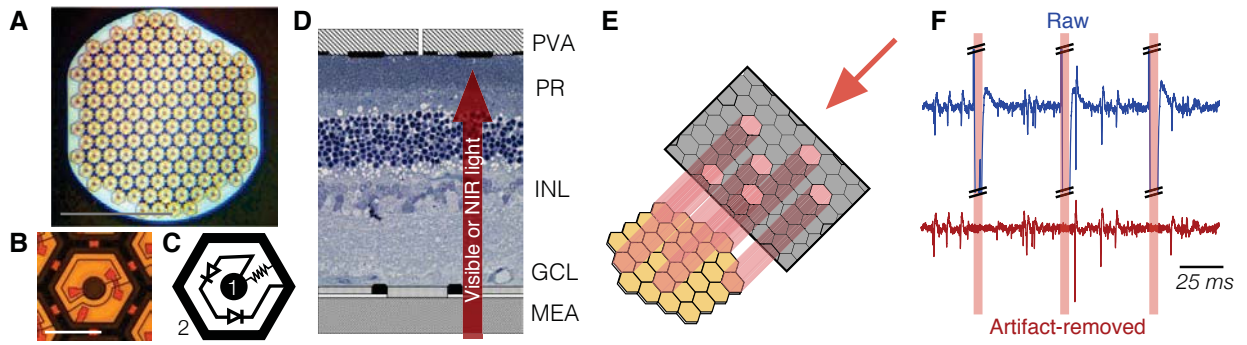 A
B
C
1
2
D
PVA
PR
INL
GCL
MEA
Visible or NIR light
E
F
Raw
25 ms
Artifact-removed